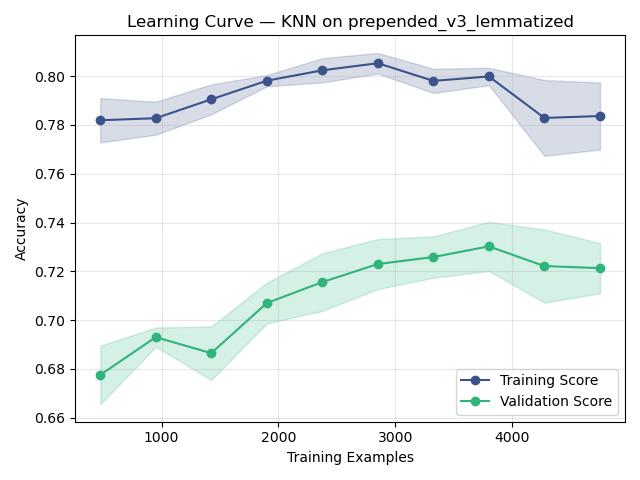 Learning Curve — KNN on prepended_v3_lemmatized
Accuracy
0.80
0.78
0.76
0.74
0.72
0.70
0.68
0.66
Training Score
Validation Score
1000
2000
3000
4000
Training Examples